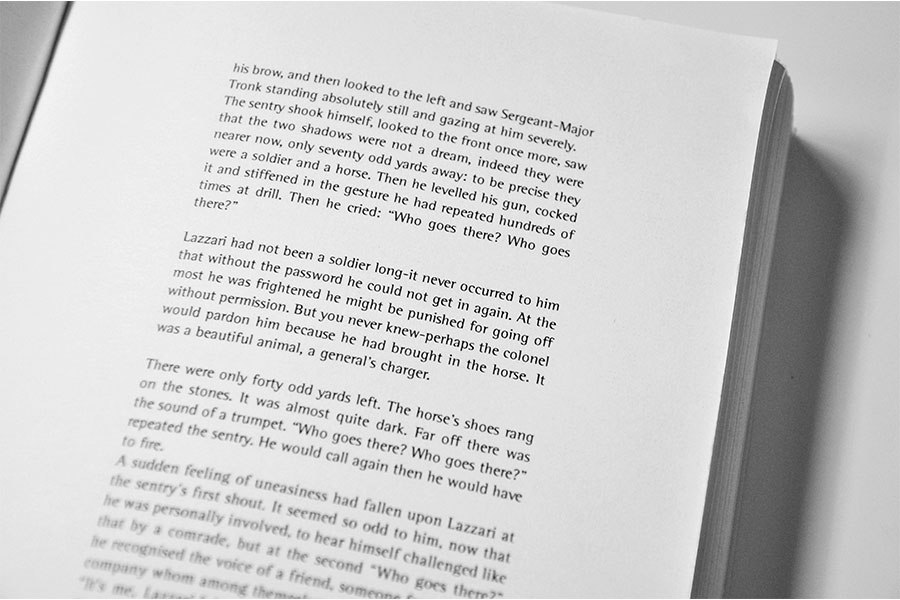 his brow, and then looked to the left and saw Sergeant-Major
Tronk standing absolutely still and gazing at him severely.
The sentry shook himself, looked to the front once more, saw
that the two shadows were not a dream, indeed they were
nearer now, only seventy odd yards away: to be precise they
were a soldier and a horse. Then he levelled his gun, cocked
it and stiffened in the gesture he had repeated hundreds of
times at drill. Then he cried: “Who goes there? Who goes
there?”
Lazzari had not been a soldier long-it never occurred to him
that without the password he could not get in again. At the
most he was frightened he might be punished for going off
without permission. But you never knew-perhaps the colonel
would pardon him because he had brought in the horse. It
was a beautiful animal, a general’s charger.
There were only forty odd yards left. The horse’s shoes rang
on the stones. It was almost quite dark. Far off there was
the sound of a trumpet. “Who goes there? Who goes there?”
repeated the sentry. He would call again then he would have
to fire.
A sudden feeling of uneasiness had fallen upon Lazzari at
the sentry’s first shout. It seemed so odd to him, now that
he was personally involved, to hear himself challenged like
that by a comrade, but at the second “Who goes there?”
he recognised the voice of a friend, someone
company whom among
“It’s me, Lazzari